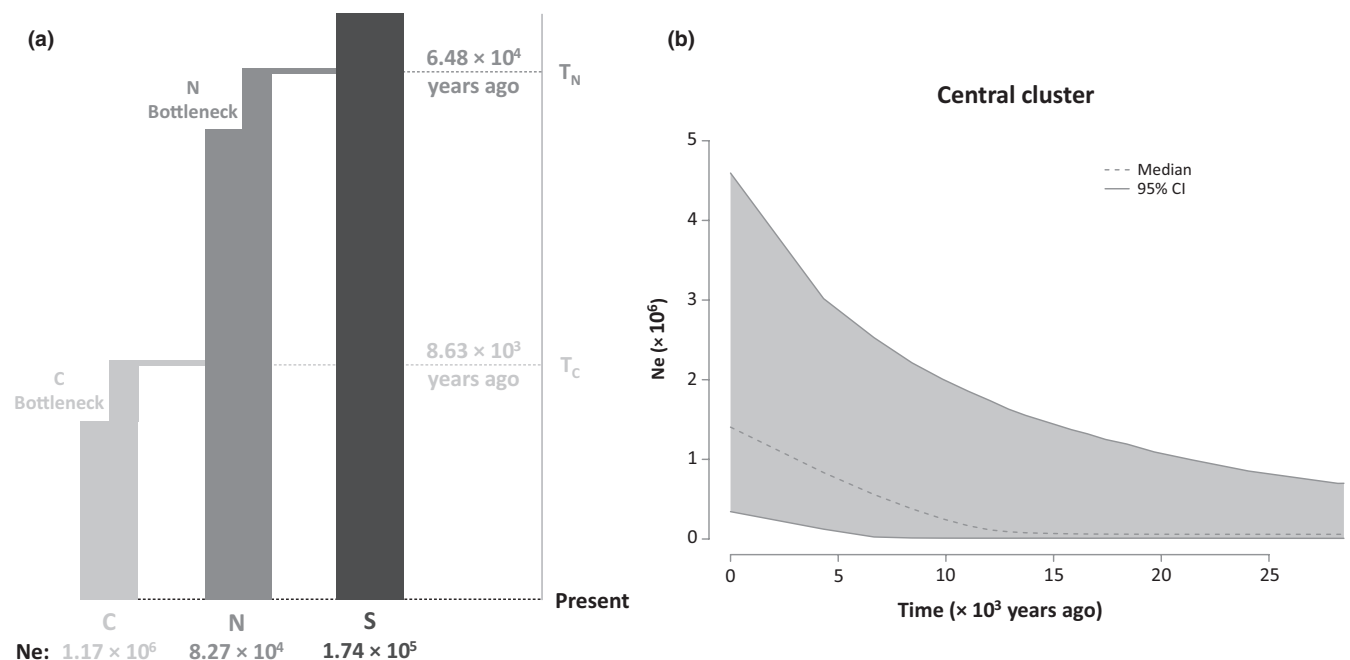 (a)
6.48 × 10⁴
years ago
T_N
N
Bottleneck
8.63 × 10³
years ago
T_C
C
Bottleneck
Present
C N S
Ne: 1.17 × 10⁶ 8.27 × 10⁴ 1.74 × 10⁵
(b)
Central cluster
Median
95% CI
5
4
3
2
1
0
Ne (× 10⁶)
0 5 10 15 20 25
Time (× 10³ years ago)